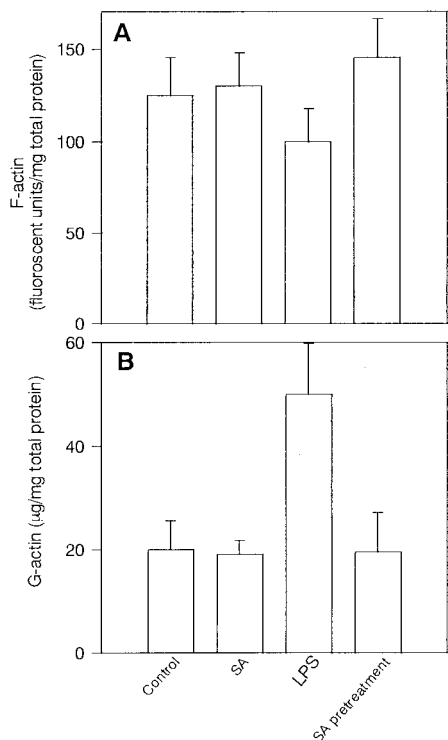 A
150
100
50
0
F-actin
(fluoroscent units/mg total protein)
B
60
40
20
0
G-actin (µg/mg total protein)
Control
SA
LPS
SA pretreatment